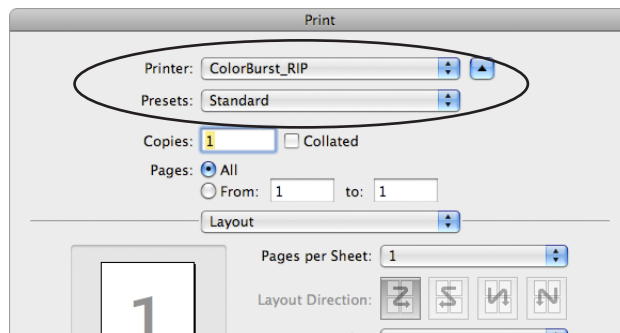 Print
Printer: ColorBurst_RIP
Presets: Standard
Copies: 1 Collated
Pages: All
From: 1 to: 1
Layout
Pages per Sheet: 1
Layout Direction:
1